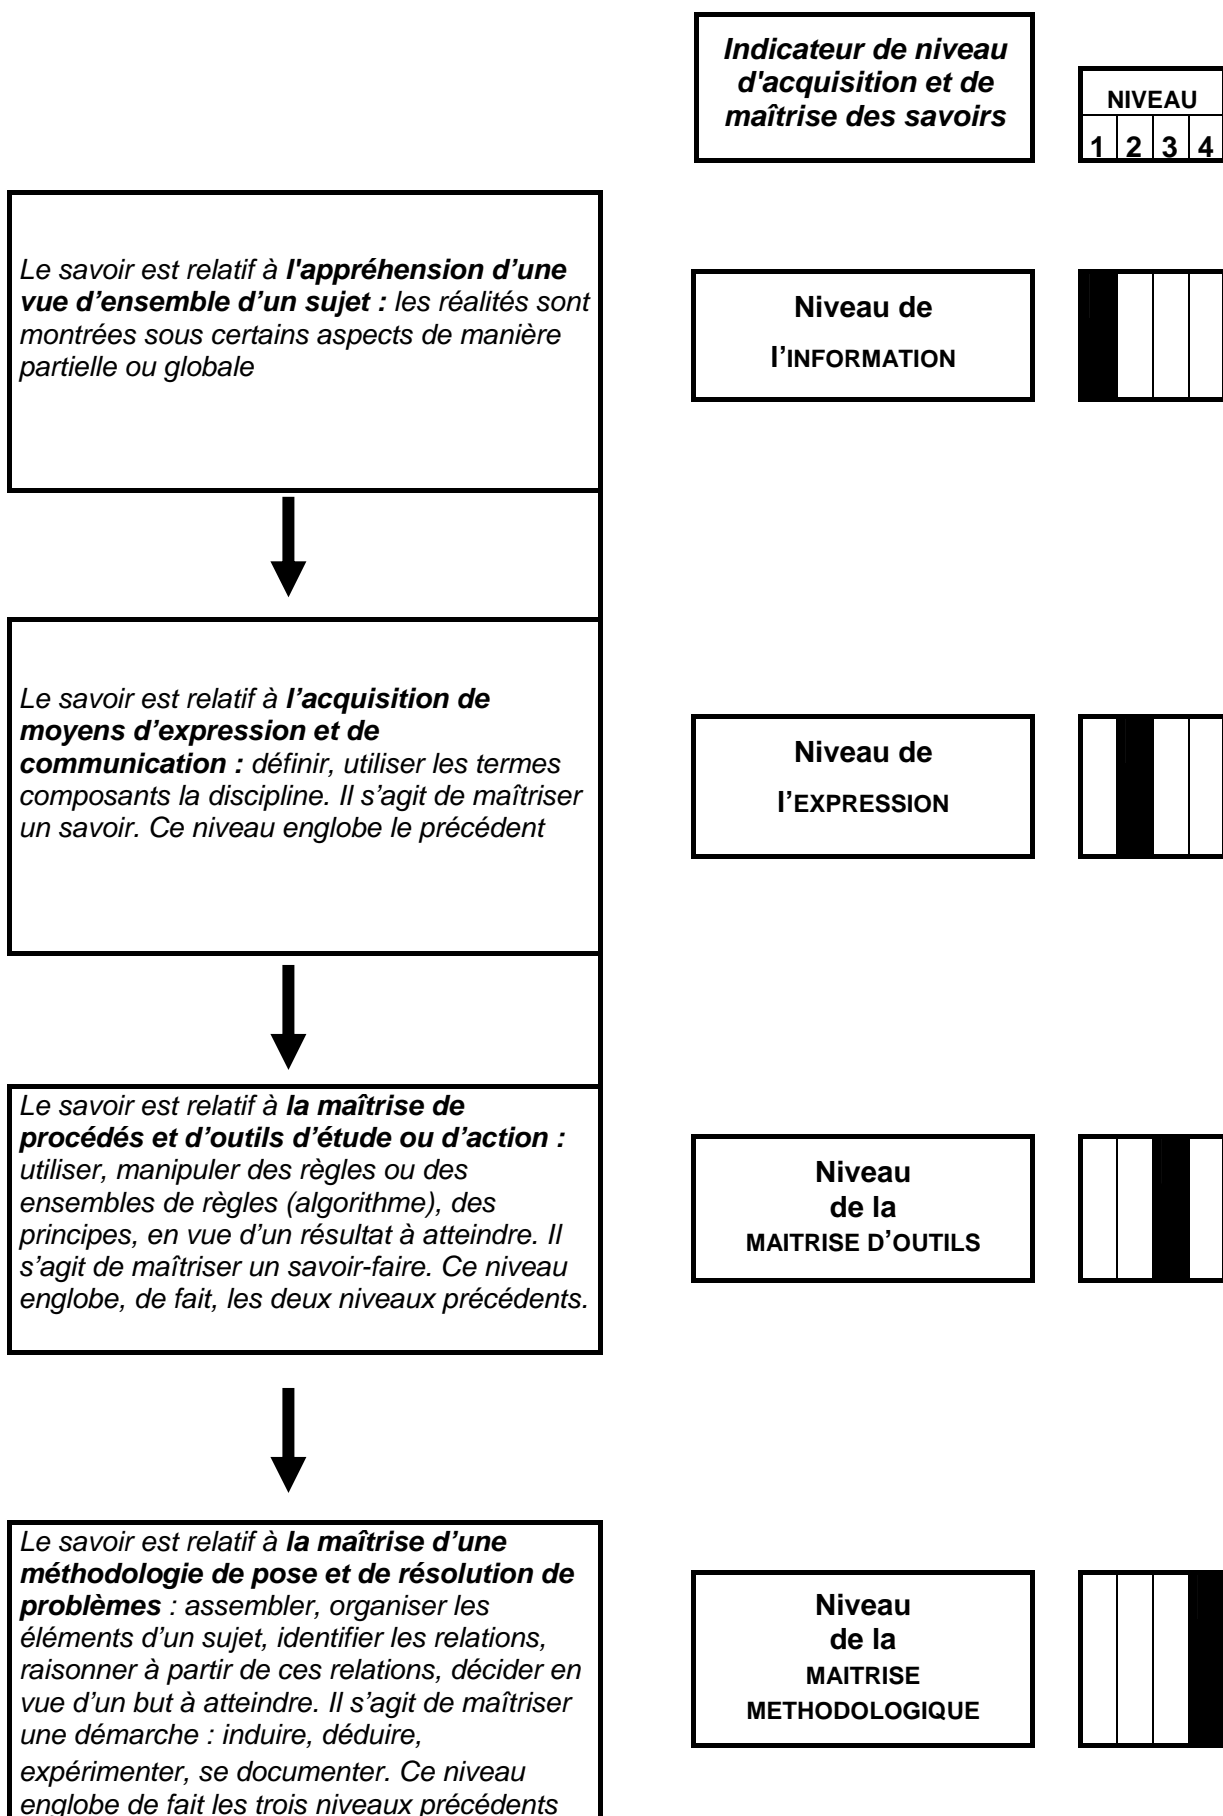 Indicateur de niveau
d'acquisition et de
maîtrise des savoirs
NIVEAU
1 2 3 4
Le savoir est relatif à l'appréhension d’une
vue d’ensemble d’un sujet : les réalités sont
montrées sous certains aspects de manière
partielle ou globale
Niveau de
l’INFORMATION
Le savoir est relatif à l’acquisition de
moyens d’expression et de
communication : définir, utiliser les termes
composants la discipline. Il s’agit de maîtriser
un savoir. Ce niveau englobe le précédent
Niveau de
l’EXPRESSION
Le savoir est relatif à la maîtrise de
procédés et d’outils d’étude ou d’action :
utiliser, manipuler des règles ou des
ensembles de règles (algorithme), des
principes, en vue d’un résultat à atteindre. Il
s’agit de maîtriser un savoir-faire. Ce niveau
englobe, de fait, les deux niveaux précédents.
Niveau
de la
MAITRISE D’OUTILS
Le savoir est relatif à la maîtrise d’une
méthodologie de pose et de résolution de
problèmes : assembler, organiser les
éléments d’un sujet, identifier les relations,
raisonner à partir de ces relations, décider en
vue d’un but à atteindre. Il s’agit de maîtriser
une démarche : induire, déduire,
expérimenter, se documenter. Ce niveau
englobe de fait les trois niveaux précédents
Niveau
de la
MAITRISE
METHODOLOGIQUE